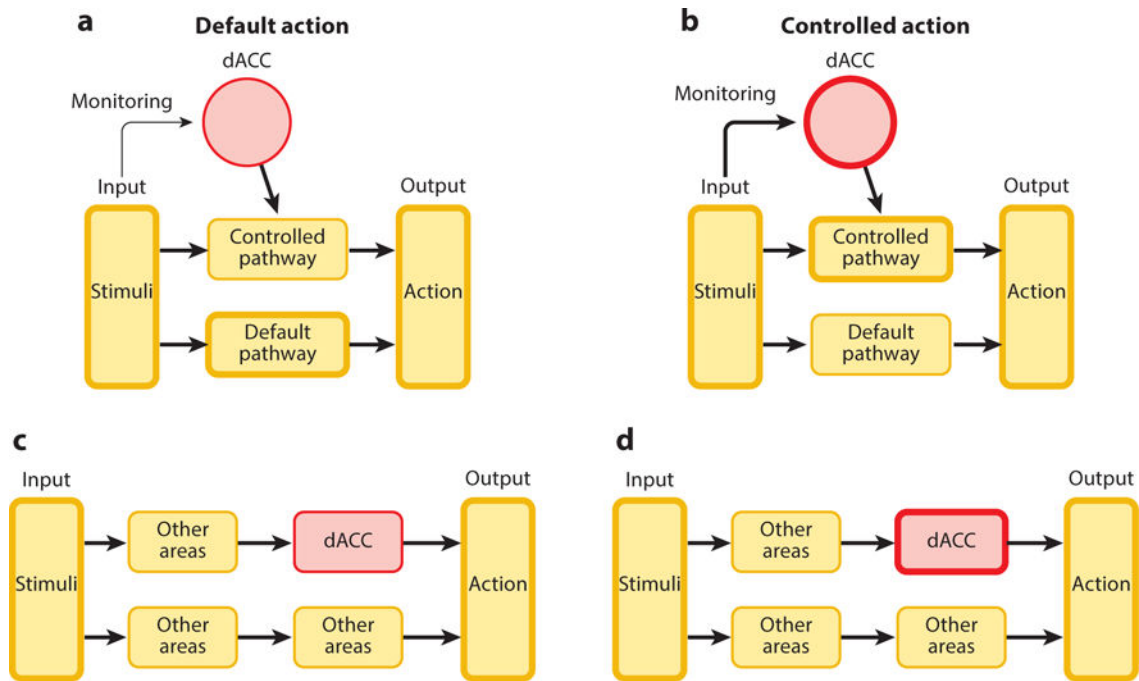 a
Default action
dACC
Monitoring
Input
Output
Stimuli
Controlled
pathway
Default
pathway
Action
b
Controlled action
dACC
Monitoring
Input
Output
Stimuli
Controlled
pathway
Default
pathway
Action
c
Input
Output
Stimuli
Other
areas
dACC
Other
areas
Other
areas
Action
d
Input
Output
Stimuli
Other
areas
dACC
Other
areas
Other
areas
Action